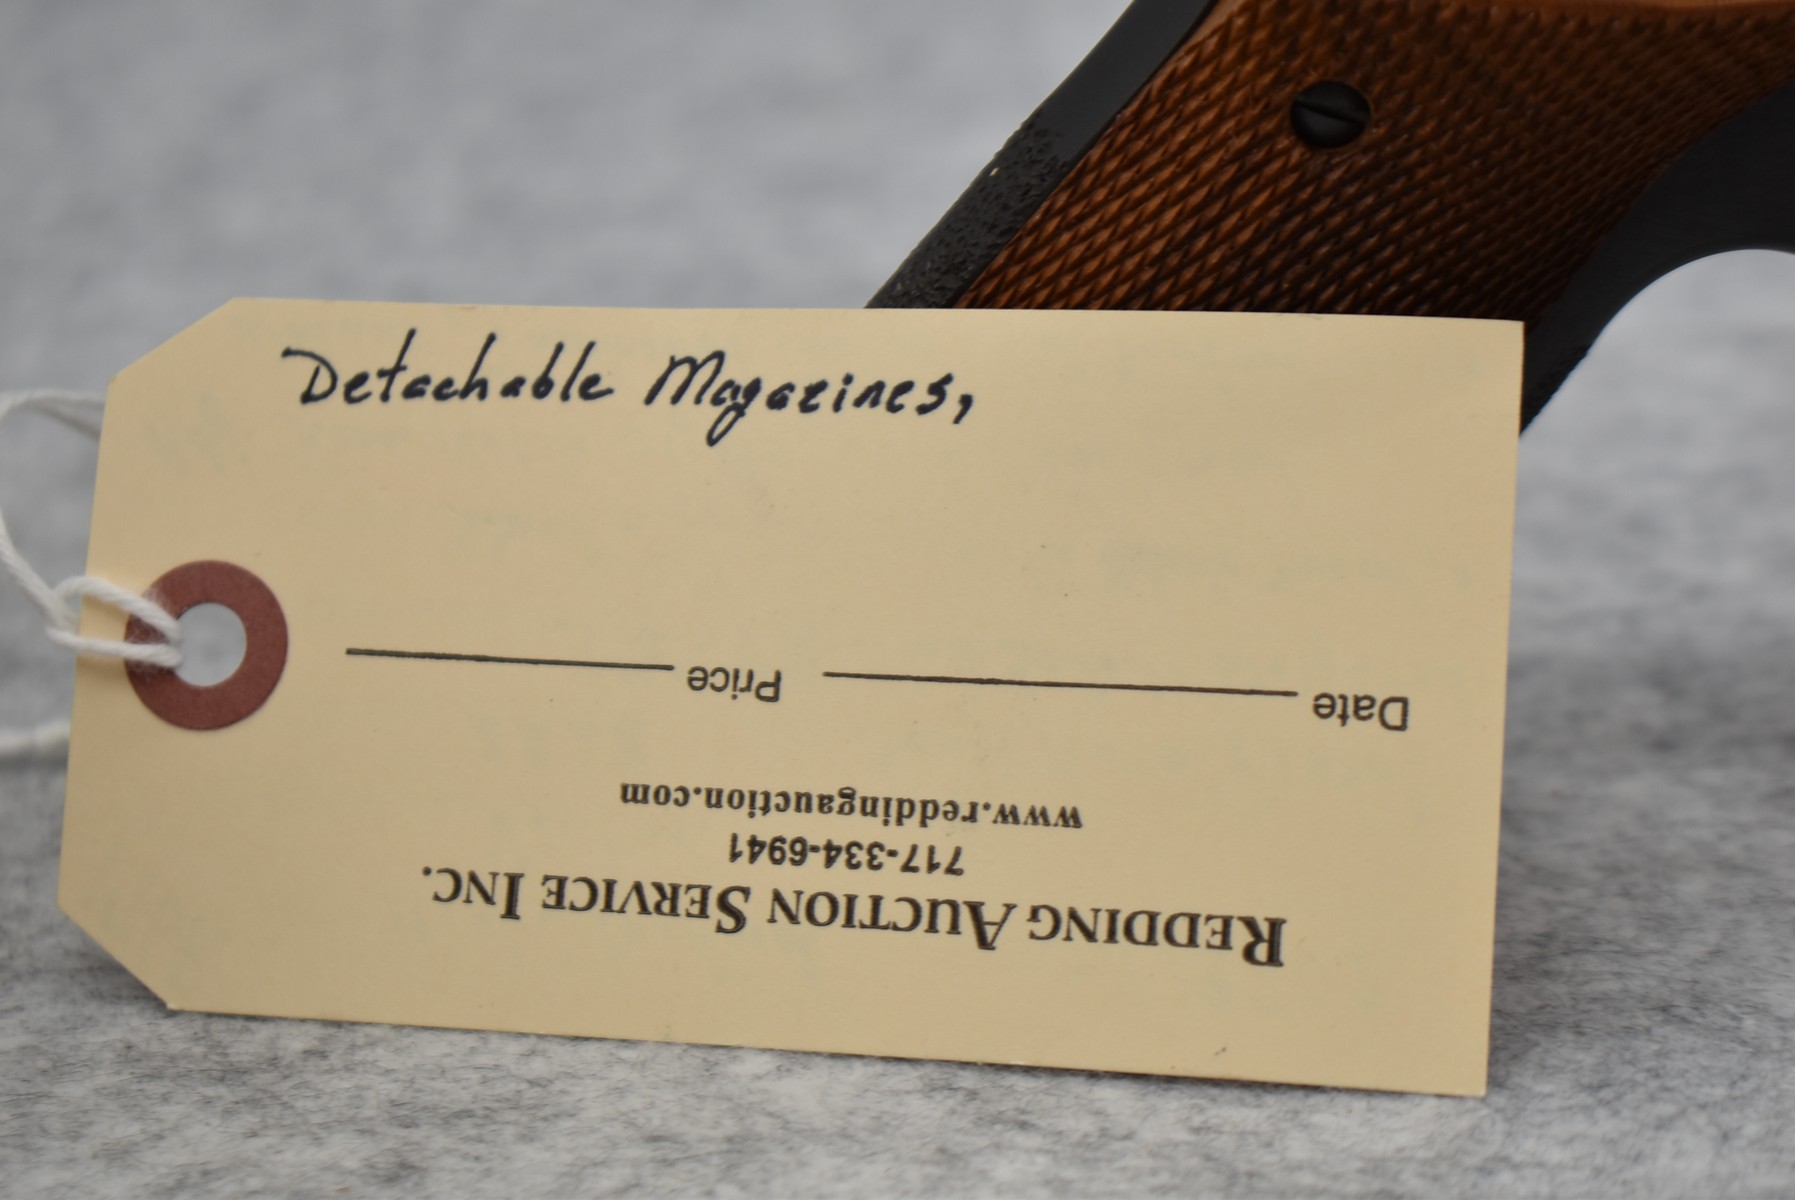 Detachable Magazines,
REDDING AUCTION SERVICE INC.
717-334-6941
www.reddingauction.com
Date Price